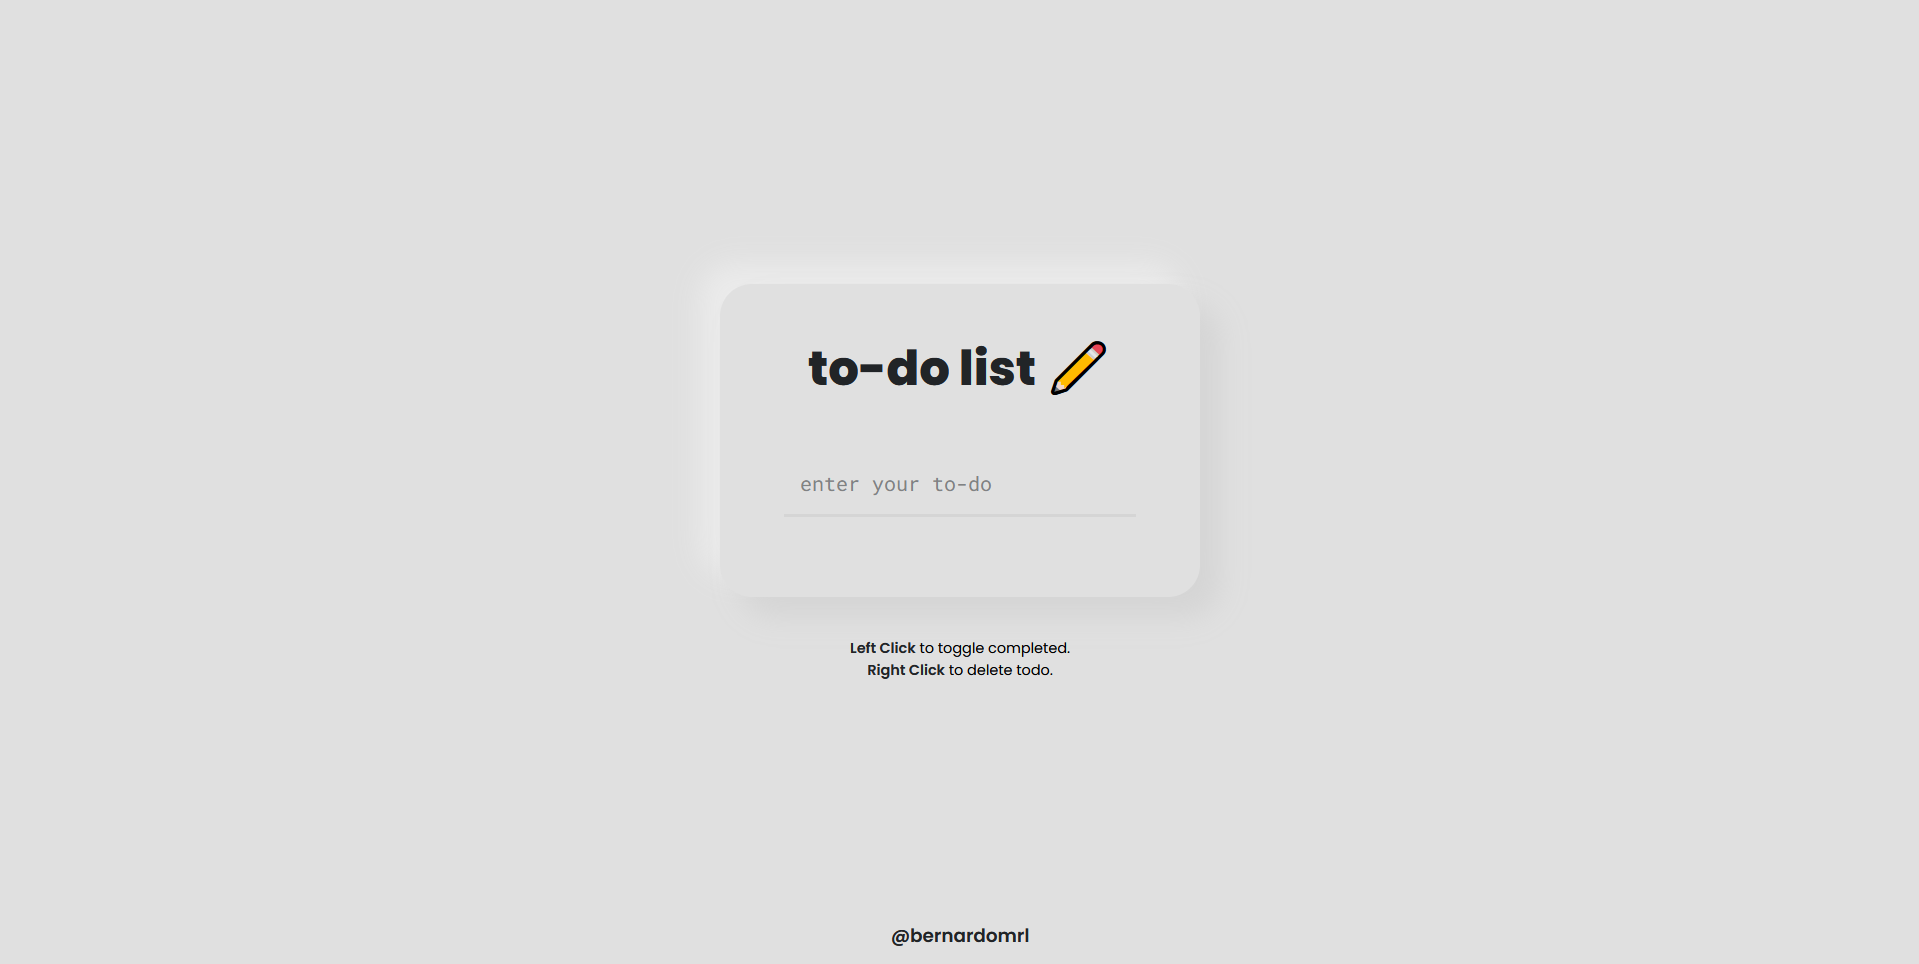 to-do list
enter your to-do
Left Click to toggle completed.
Right Click to delete todo.
@bernardomrl